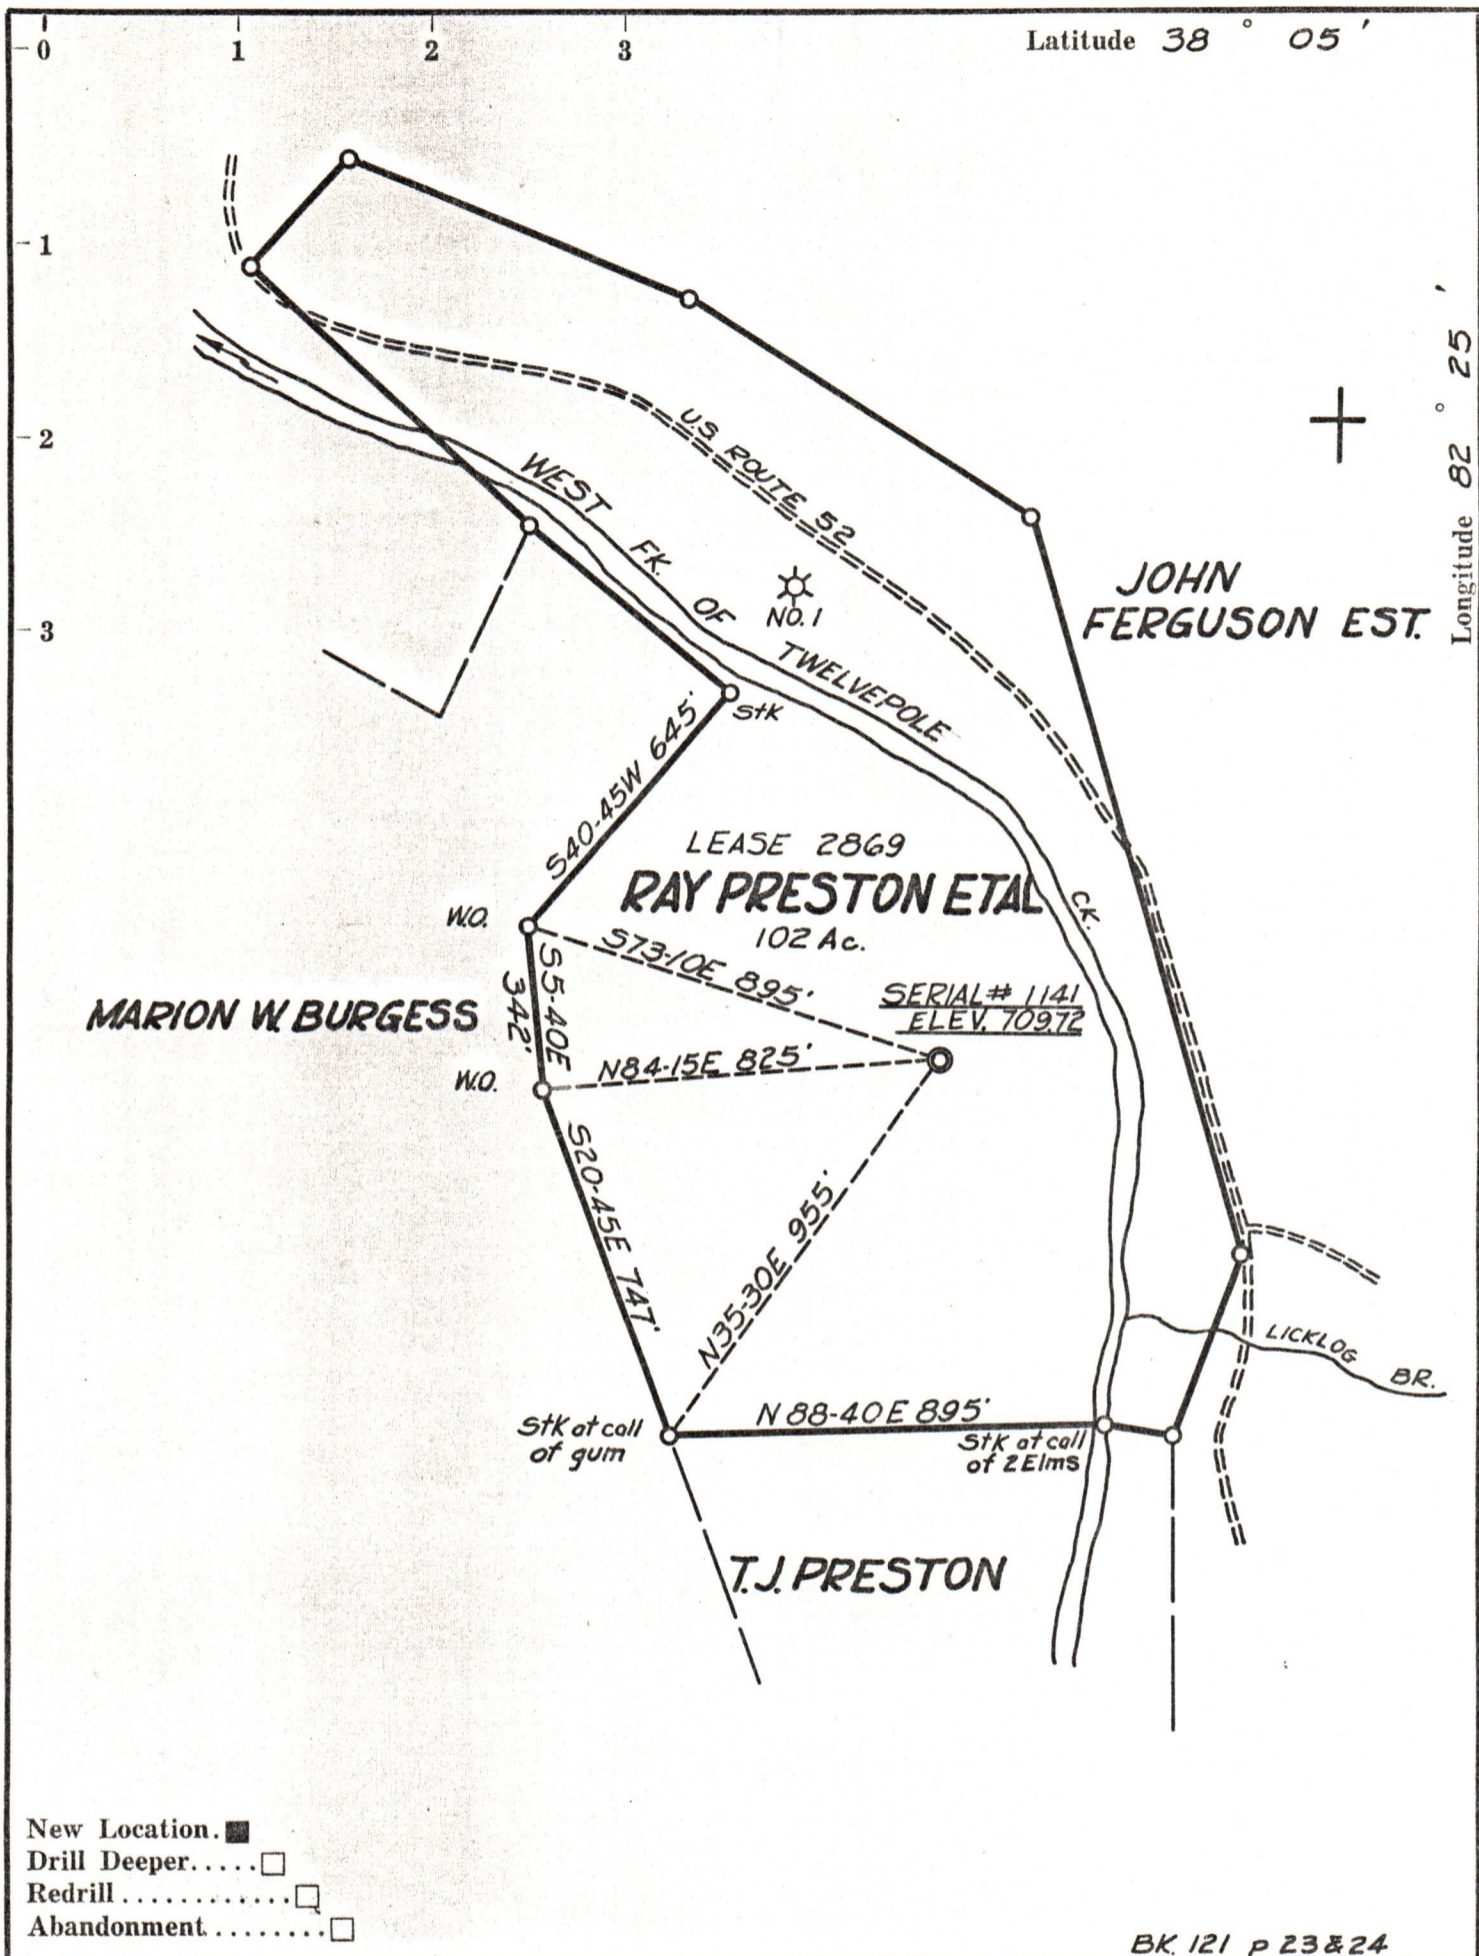 0 1 2 3
Latitude 38° 05'
1
2
3
Longitude 82° 25'
U.S. ROUTE 52
WEST FK. OF TWELVEPOLE CK.
NO. 1
JOHN
FERGUSON EST.
Stk
S40-45W 645'
LEASE 2869
RAY PRESTON ETAL
102 Ac.
W.O.
S73-10E 895'
S5-40E
342'
MARION W. BURGESS
SERIAL # 1141
ELEV. 709.72
W.O.
N84-15E 825'
S20-45E 747'
N35-30E 955'
LICKLOG BR.
Stk at call
of gum
N 88-40 E 895'
Stk at call
of 2 Elms
T.J. PRESTON
New Location.
Drill Deeper.....
Redrill............
Abandonment.........
BK. 121 p 23 & 24